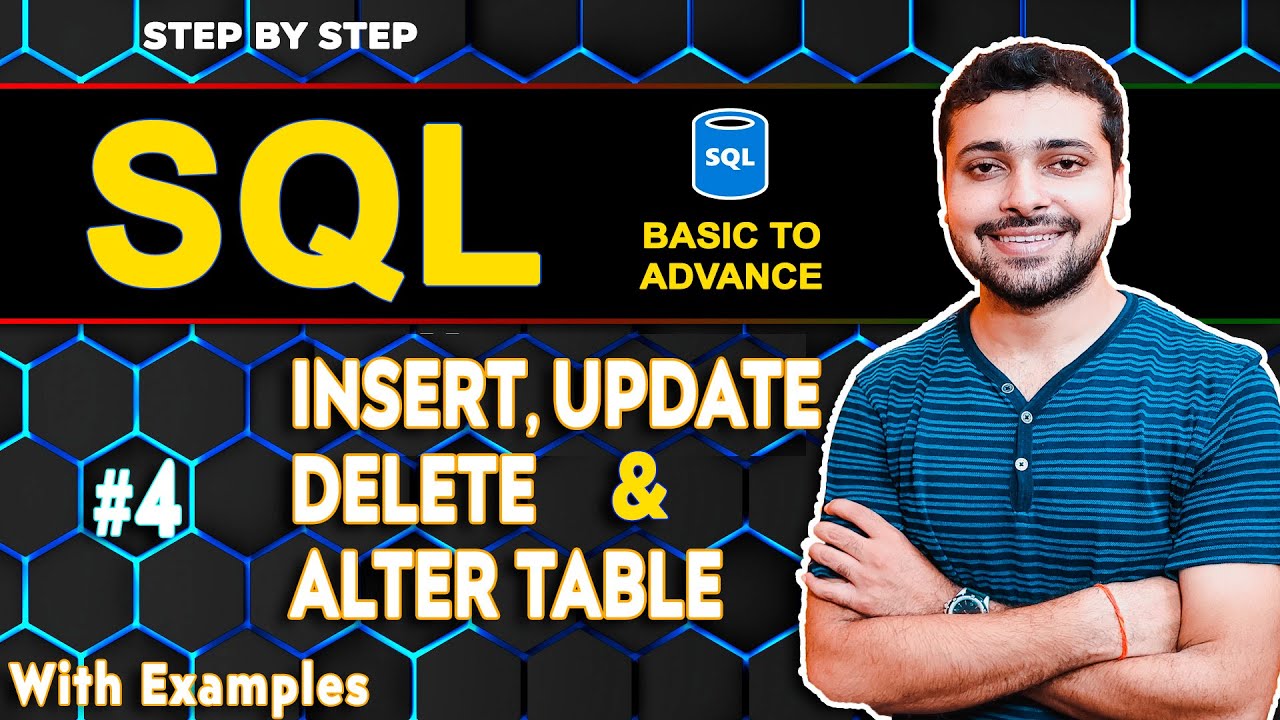 STEP BY STEP
SQL
SQL
BASIC TO
ADVANCE
INSERT, UPDATE
DELETE &
ALTER TABLE
#4
With Examples